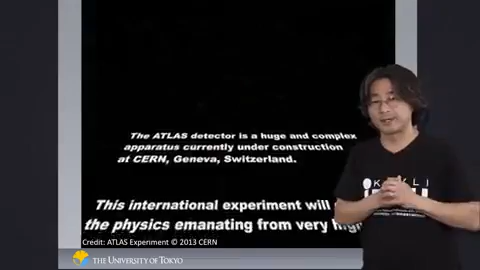 The ATLAS detector is a huge and complex
apparatus currently under construction
at CERN, Geneva, Switzerland.
This international experiment will
the physics emanating from very high
Credit: ATLAS Experiment © 2013 CERN
THE UNIVERSITY OF TOKYO